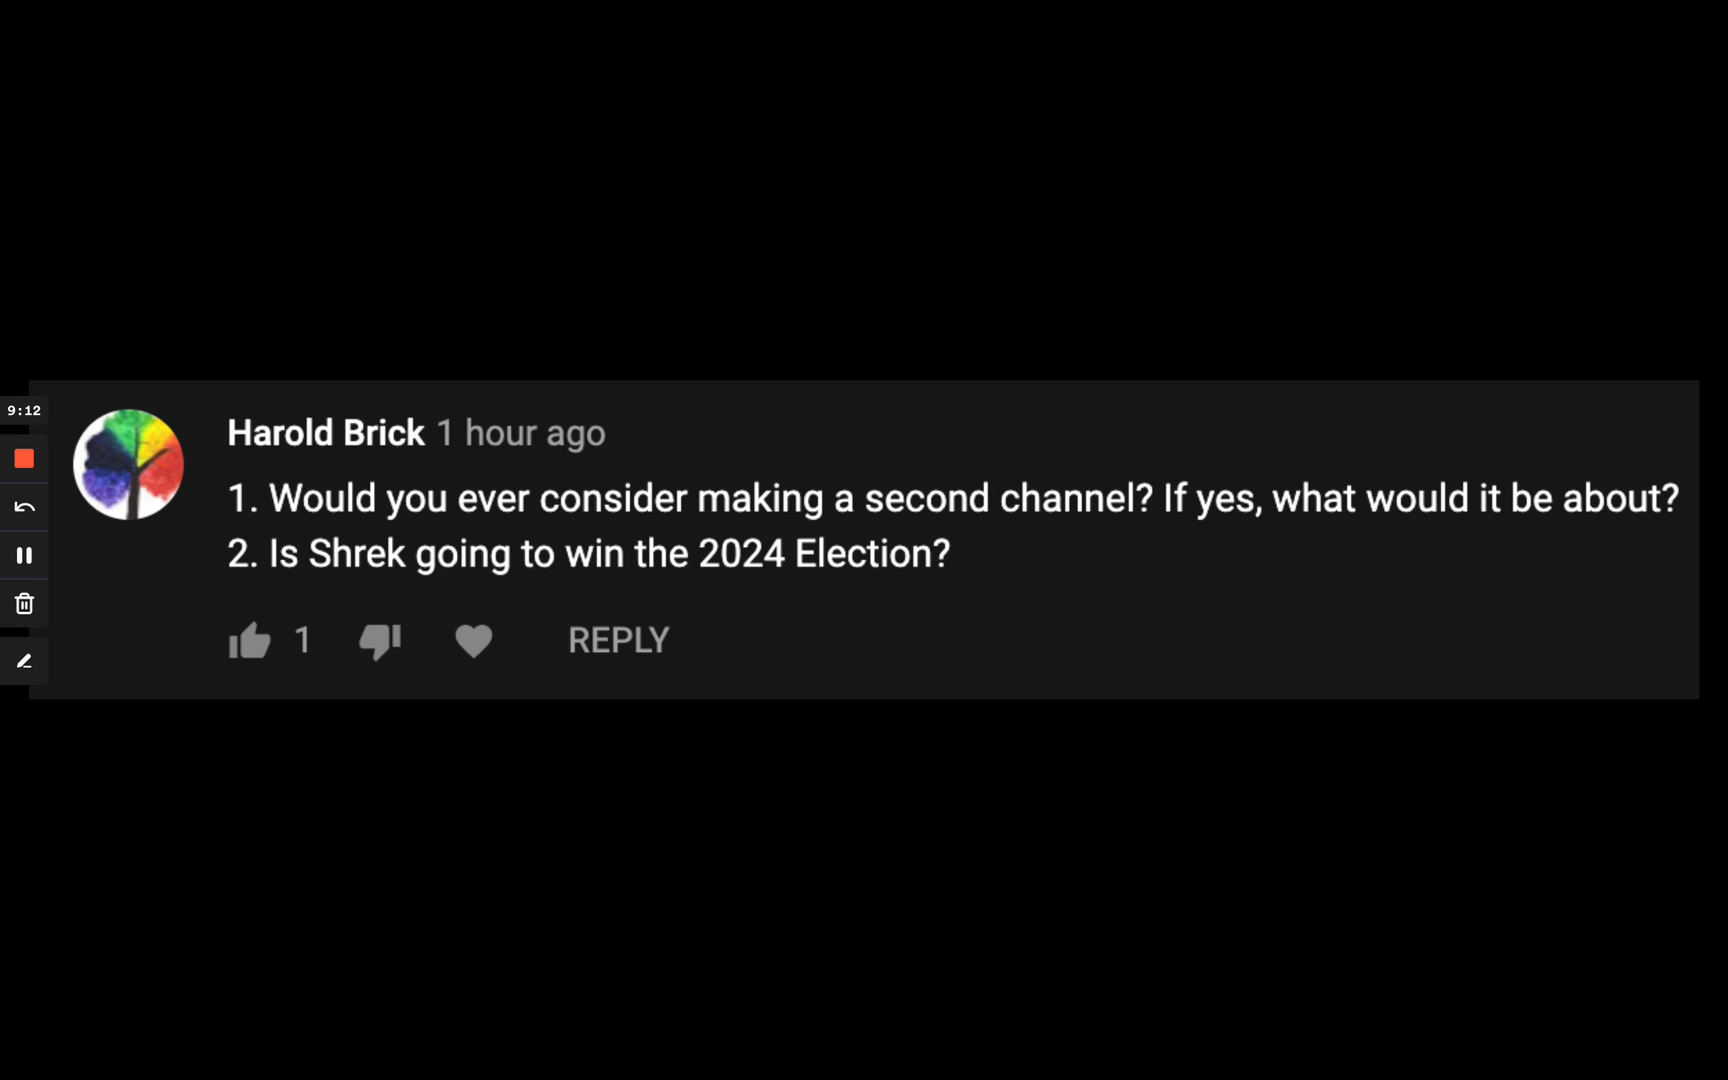 9:12
Harold Brick 1 hour ago
1. Would you ever consider making a second channel? If yes, what would it be about?
2. Is Shrek going to win the 2024 Election?
1 REPLY